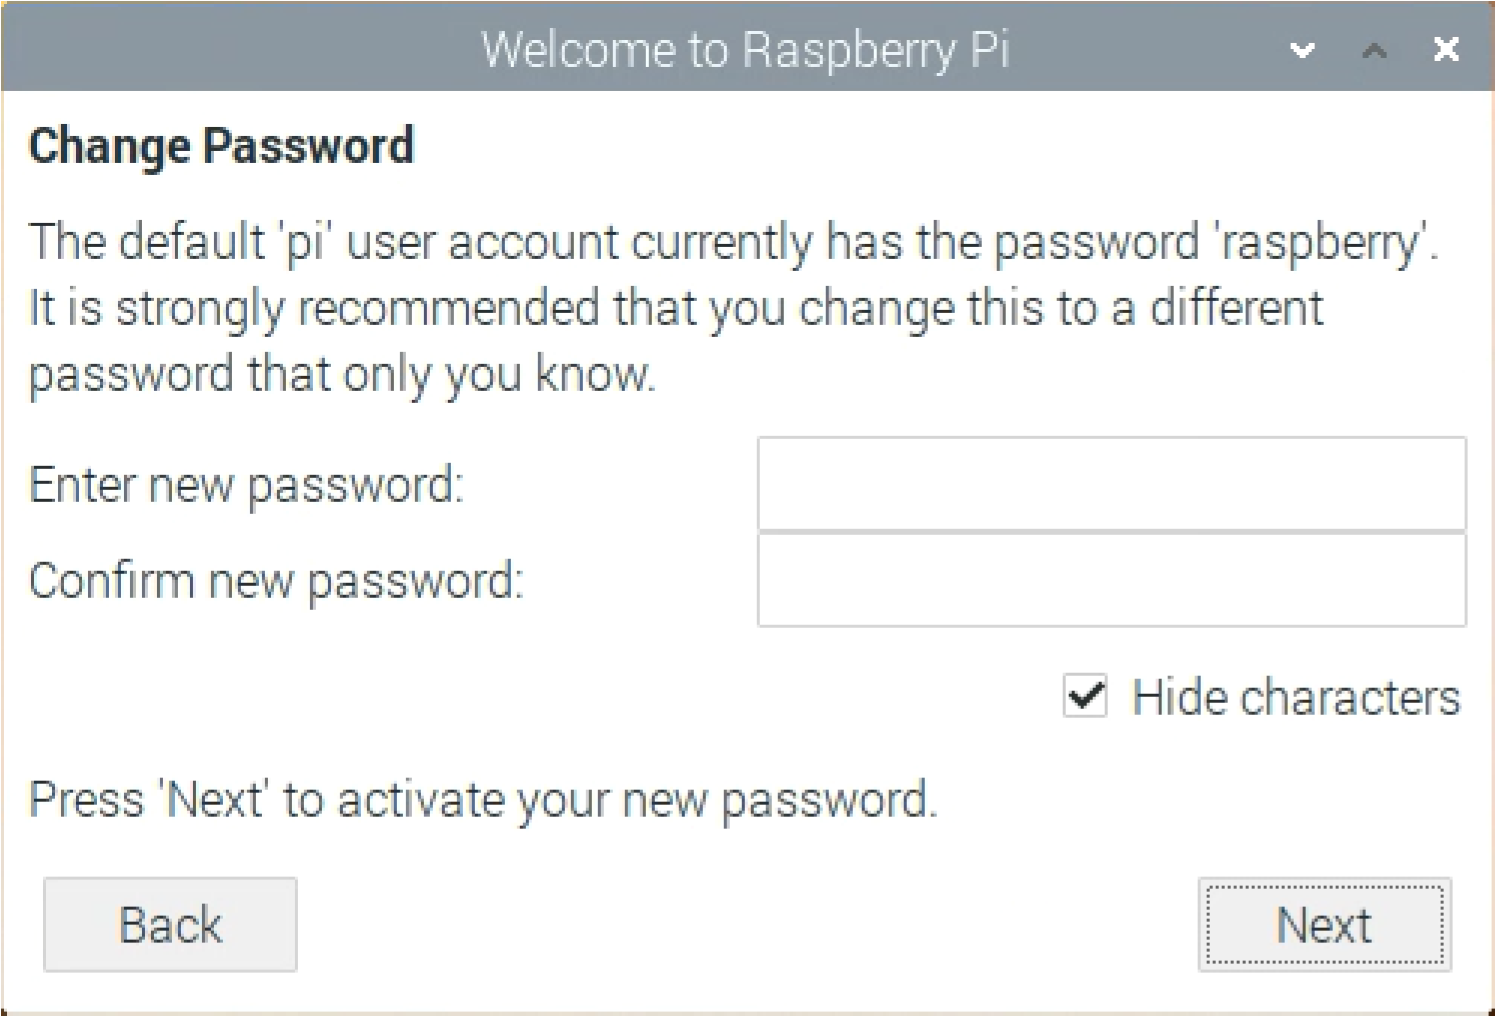 Welcome to Raspberry Pi
Change Password
The default 'pi' user account currently has the password 'raspberry'.
It is strongly recommended that you change this to a different
password that only you know.
Enter new password:
Confirm new password:
Hide characters
Press 'Next' to activate your new password.
Back
Next